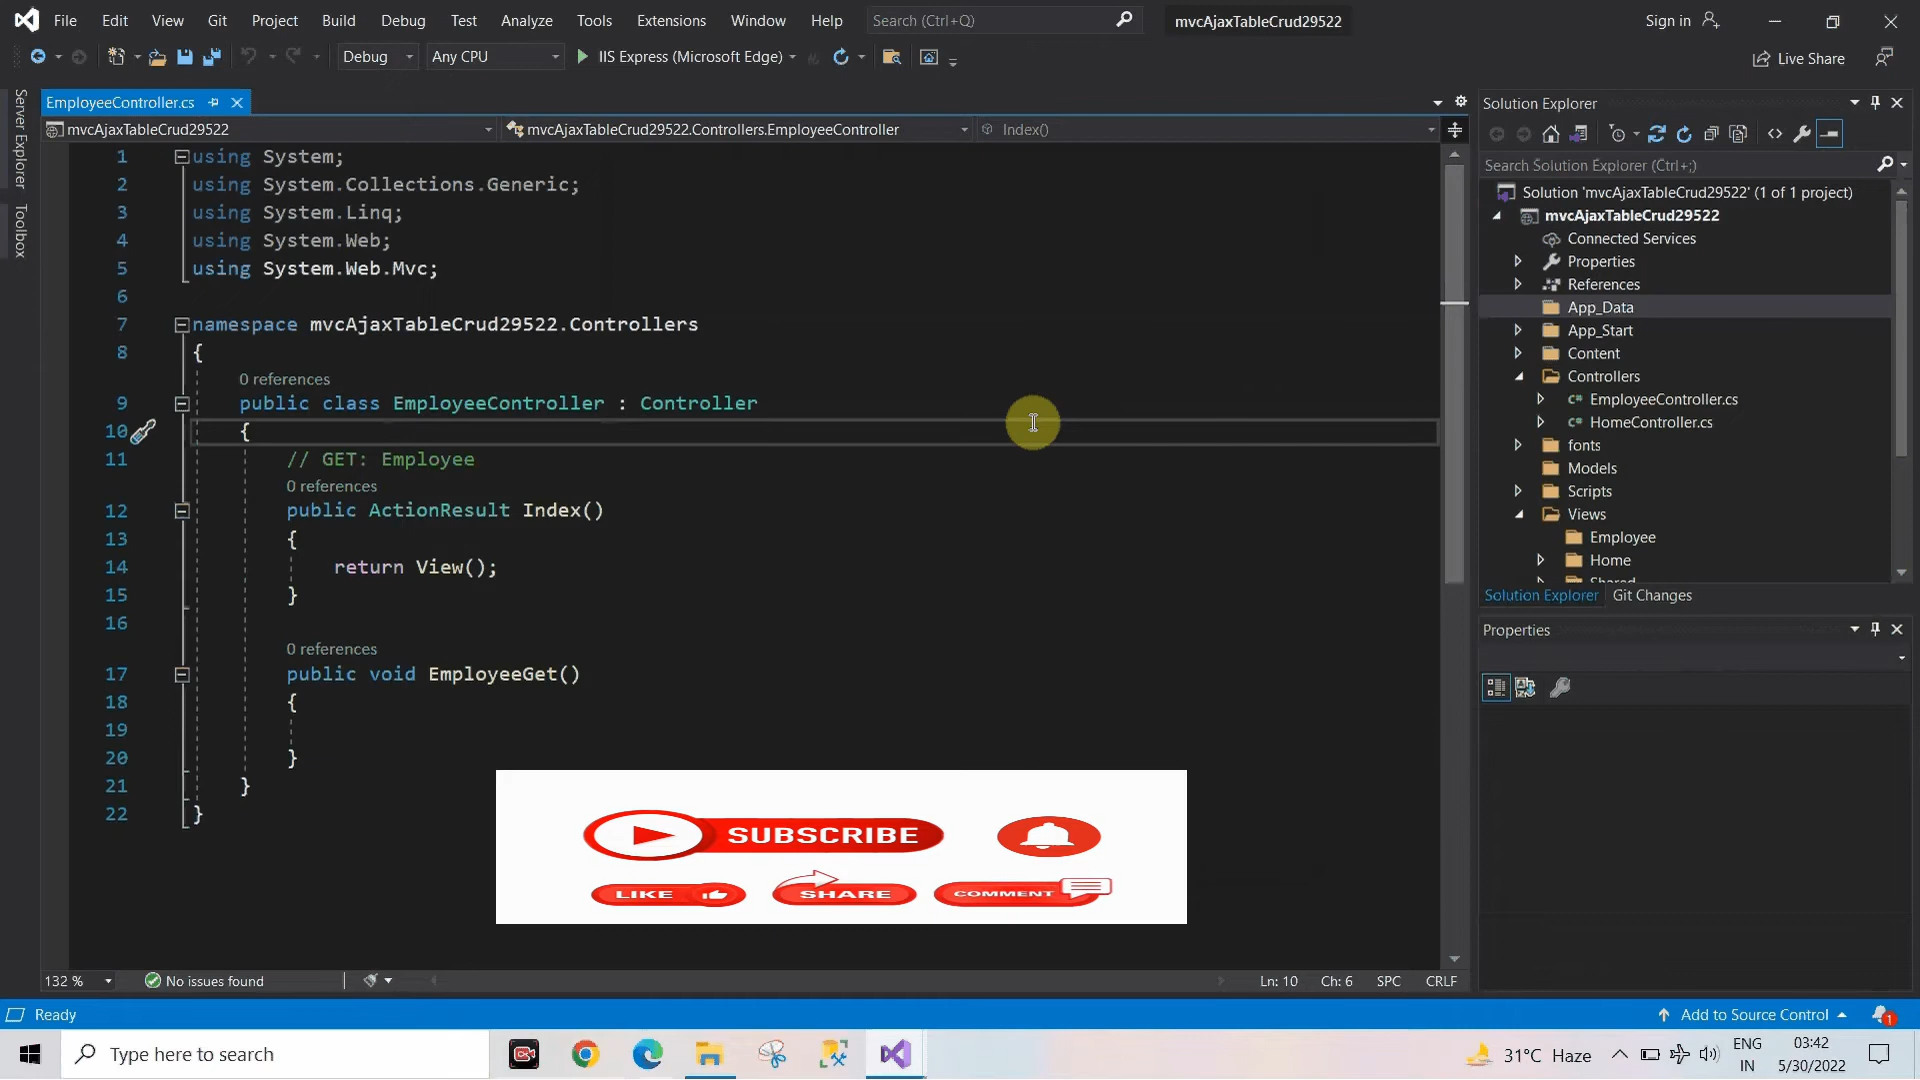 File Edit View Git Project Build Debug Test Analyze Tools Extensions Window Help Search (Ctrl+Q) mvcAjaxTableCrud29522 Sign in
Debug Any CPU IIS Express (Microsoft Edge) Live Share
Server Explorer
Toolbox
EmployeeController.cs
mvcAjaxTableCrud29522 mvcAjaxTableCrud29522.Controllers.EmployeeController Index()
1 using System;
2 using System.Collections.Generic;
3 using System.Linq;
4 using System.Web;
5 using System.Web.Mvc;
6
7 namespace mvcAjaxTableCrud29522.Controllers
8 {
0 references
9 public class EmployeeController : Controller
10 {
11 // GET: Employee
0 references
12 public ActionResult Index()
13 {
14 return View();
15 }
16
0 references
17 public void EmployeeGet()
18 {
19
20 }
21 }
22 }
SUBSCRIBE
LIKE SHARE COMMENT
132 % No issues found Ln: 10 Ch: 6 SPC CRLF
Solution Explorer
Search Solution Explorer (Ctrl+;)
Solution 'mvcAjaxTableCrud29522' (1 of 1 project)
mvcAjaxTableCrud29522
Connected Services
Properties
References
App_Data
App_Start
Content
Controllers
C# EmployeeController.cs
C# HomeController.cs
fonts
Models
Scripts
Views
Employee
Home
Shared
Solution Explorer Git Changes
Properties
Ready Add to Source Control 1
Type here to search 31°C Haze ENG IN 03:42 5/30/2022